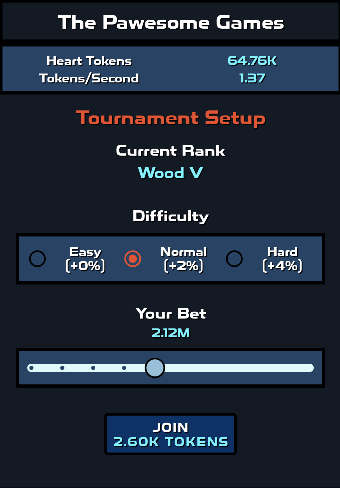 The Pawesome Games
Heart Tokens 64.76K
Tokens/Second 1.37
Tournament Setup
Current Rank
Wood V
Difficulty
Easy Normal Hard
(+0%) (+2%) (+4%)
Your Bet
2.12M
JOIN
2.60K TOKENS